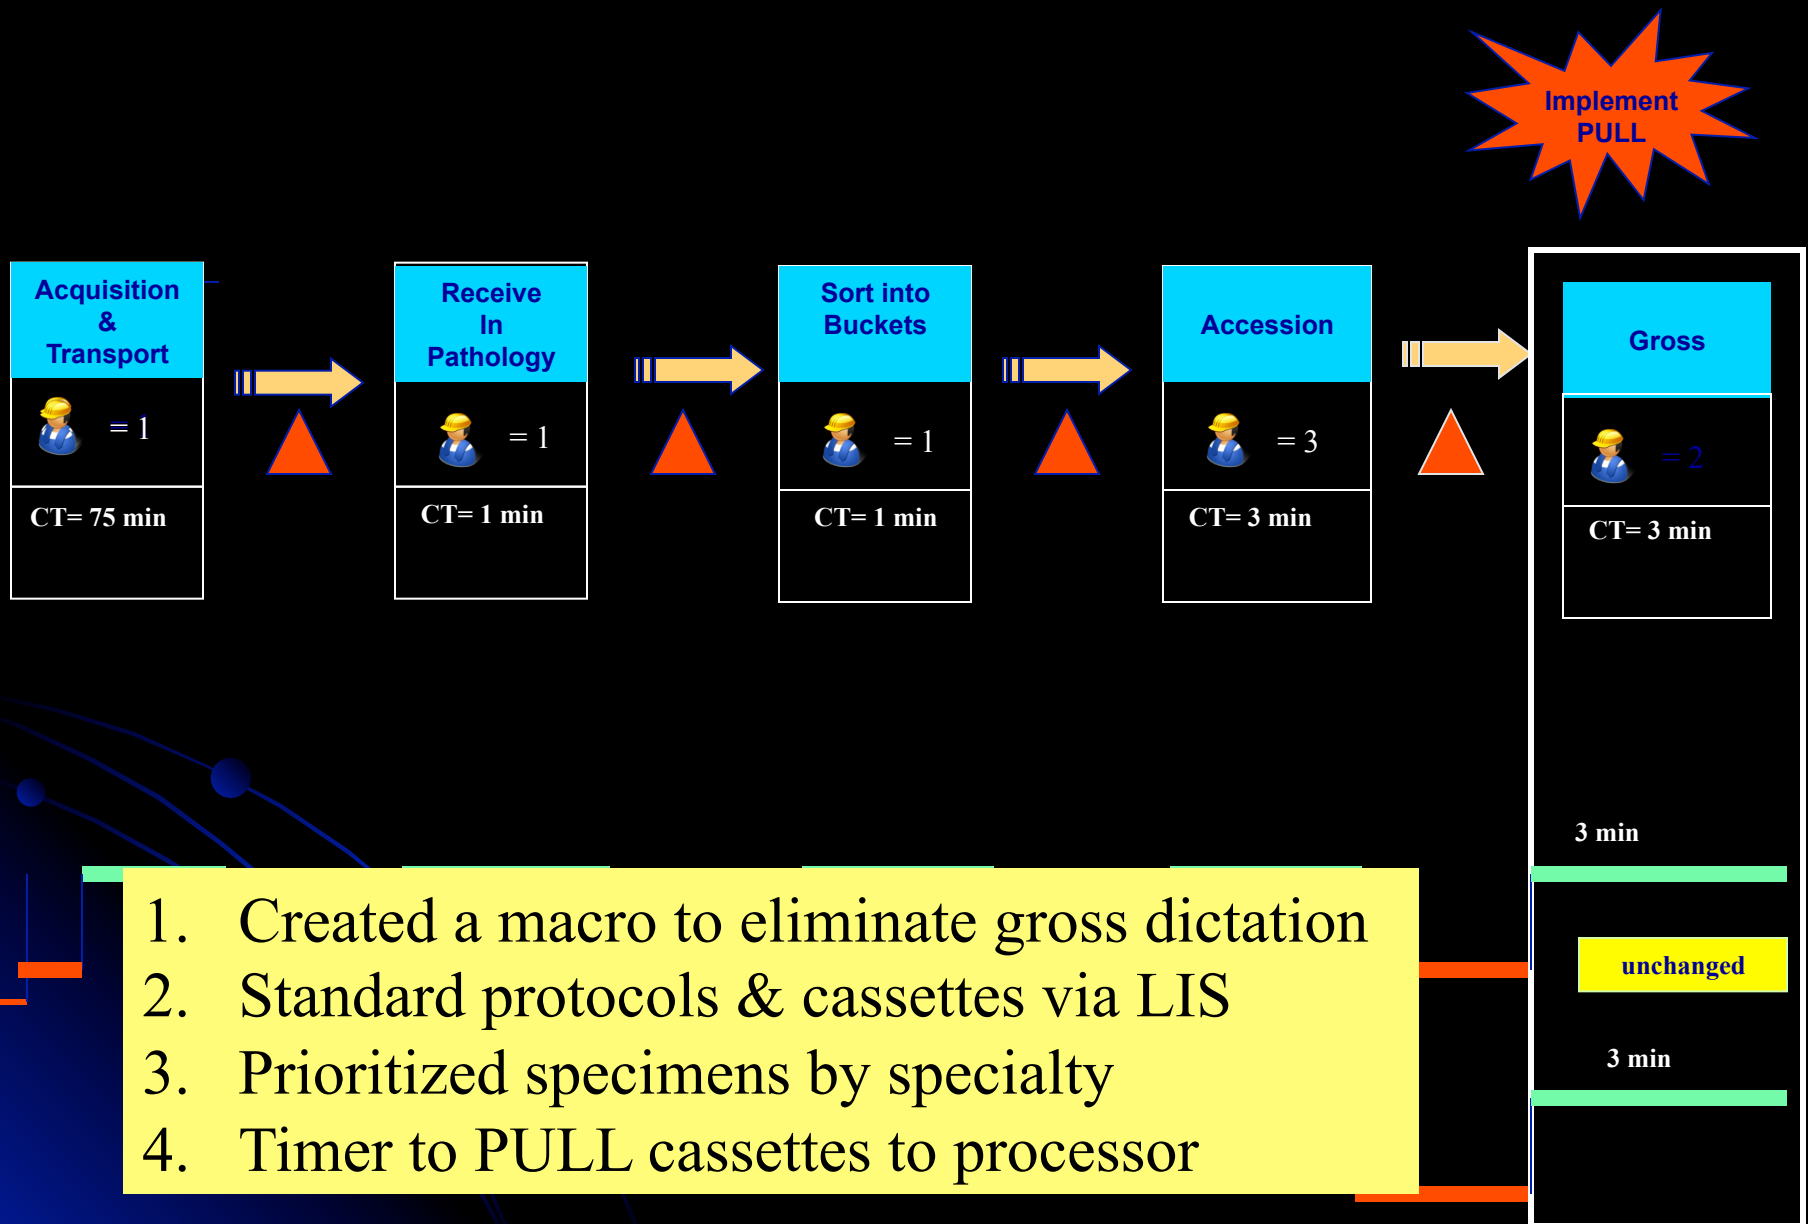 Implement
PULL
Acquisition
&
Transport
= 1
CT= 75 min
Receive
In
Pathology
= 1
CT= 1 min
Sort into
Buckets
= 1
CT= 1 min
Accession
= 3
CT= 3 min
Gross
= 2
CT= 3 min
3 min
unchanged
3 min
1. Created a macro to eliminate gross dictation
2. Standard protocols & cassettes via LIS
3. Prioritized specimens by specialty
4. Timer to PULL cassettes to processor